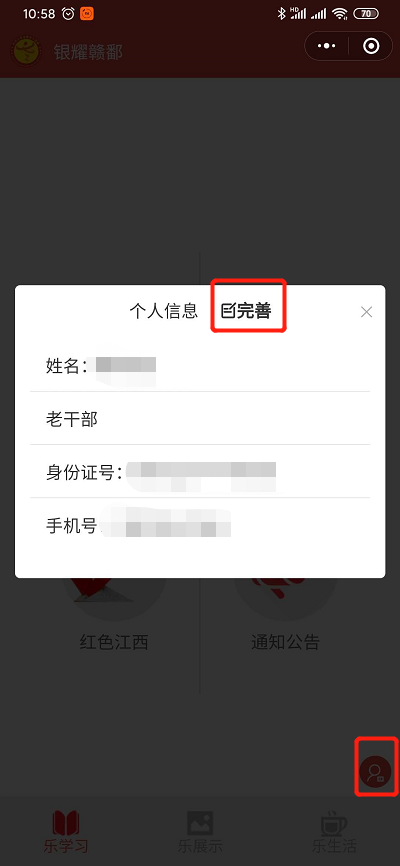 10:58
HD
70
银耀赣鄱
个人信息 完善
姓名：
老干部
身份证号：
手机号
红色江西 通知公告
乐学习 乐展示 乐生活